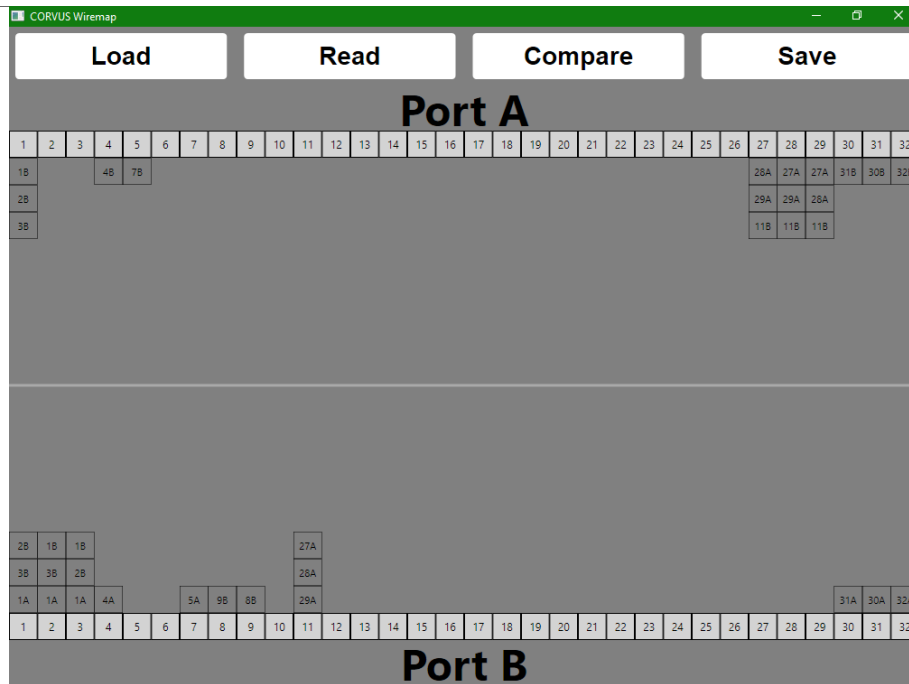 CORVUS Wiremap
Load Read Compare Save
Port A
1 2 3 4 5 6 7 8 9 10 11 12 13 14 15 16 17 18 19 20 21 22 23 24 25 26 27 28 29 30 31 32
1B 4B 7B 28A 27A 27A 31B 30B 32
2B 29A 29A 28A
3B 11B 11B 11B
2B 1B 1B 27A
3B 3B 2B 28A
1A 1A 1A 4A 5A 9B 8B 29A 31A 30A 32A
1 2 3 4 5 6 7 8 9 10 11 12 13 14 15 16 17 18 19 20 21 22 23 24 25 26 27 28 29 30 31 32
Port B